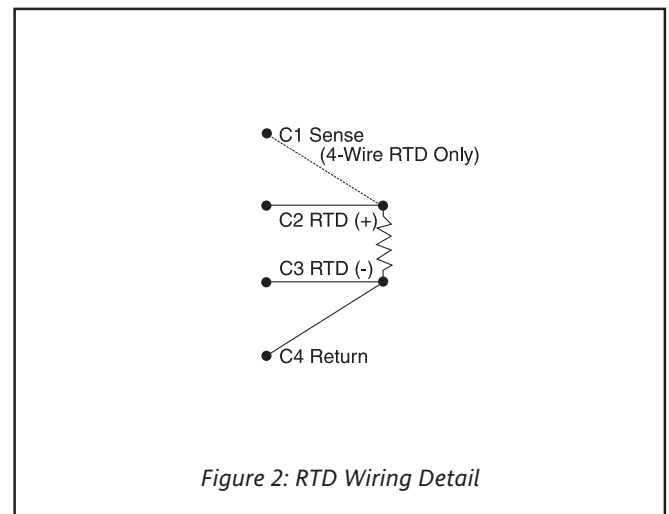 C1 Sense
(4-Wire RTD Only)
C2 RTD (+)
C3 RTD (-)
C4 Return
Figure 2: RTD Wiring Detail